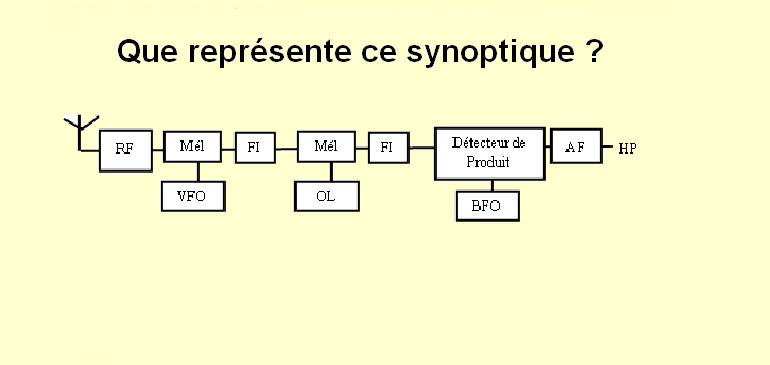 Que représente ce synoptique ?
RF Mél FI Mél FI Détecteur de Produit AF HP
VFO OL BFO